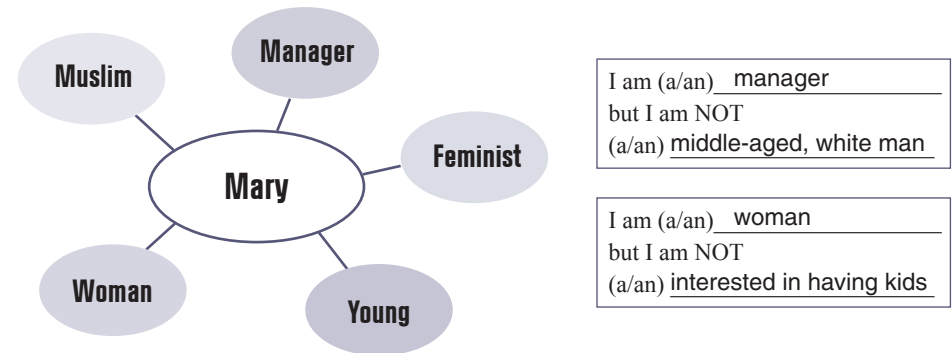 Manager
Muslim
Feminist
Mary
Woman
Young
I am (a/an) manager
but I am NOT
(a/an) middle-aged, white man
I am (a/an) woman
but I am NOT
(a/an) interested in having kids